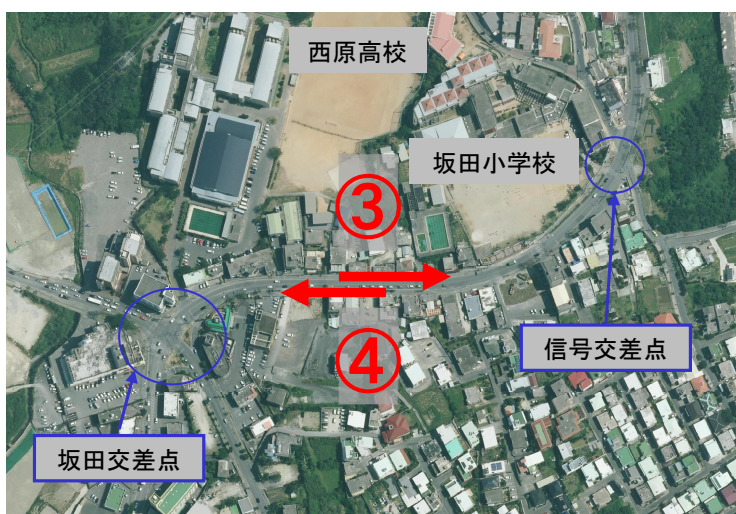 西原高校
坂田小学校
③
④
信号交差点
坂田交差点